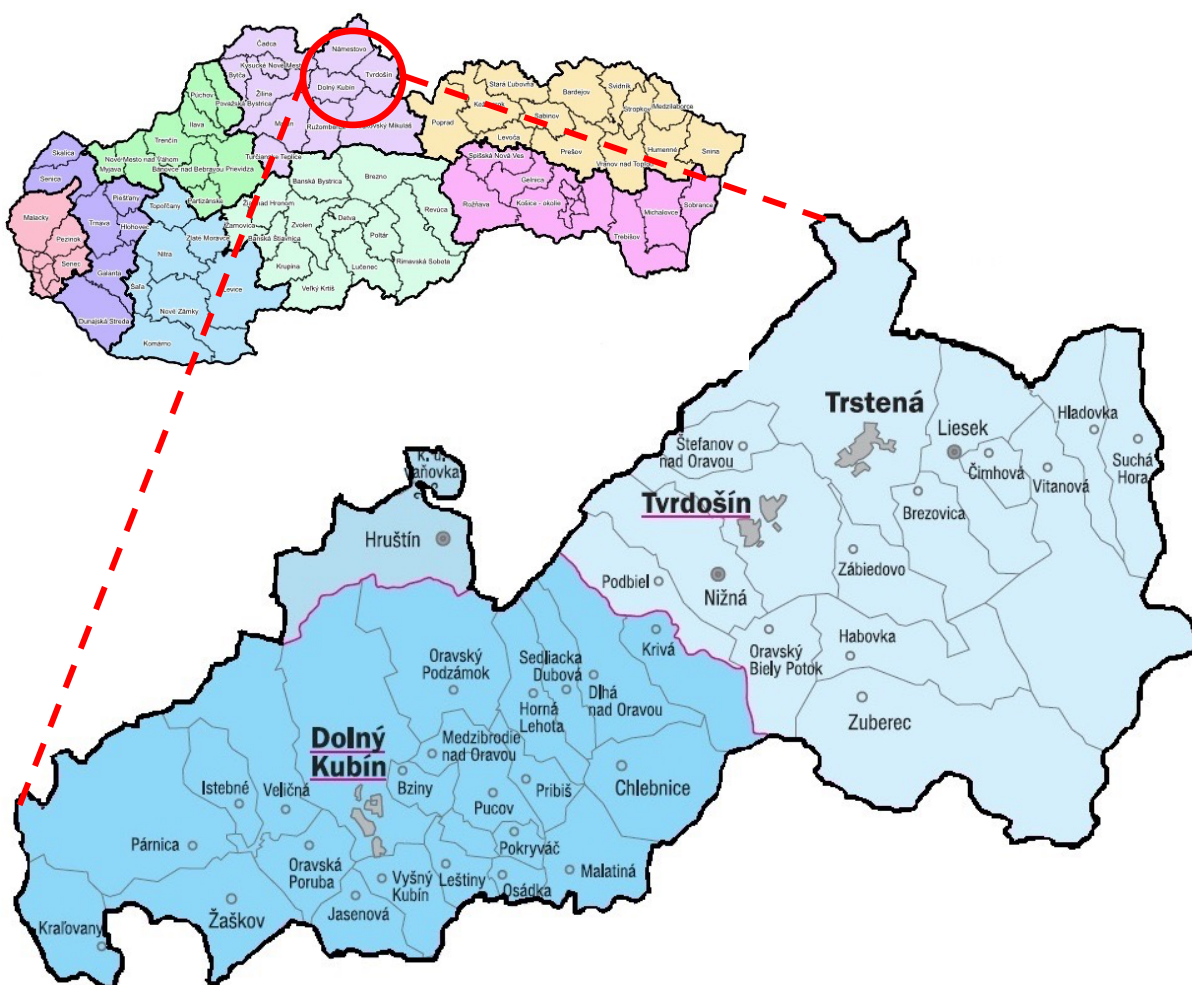 Námestovo
Čadca
Kysucké Nové Mesto
Tvrdošín
Bytča
Dolný Kubín
Žilina
Považská Bystrica
Púchov
Martin
Ružomberok
Liptovský Mikuláš
Ilava
Turčianske Teplice
Trenčín
Nové Mesto nad Váhom
Myjava
Bánovce nad Bebravou
Prievidza
Partizánske
Skalica
Senica
Piešťany
Trnava
Hlohovec
Galanta
Dunajská Streda
Malacky
Pezinok
Senec
Topoľčany
Zlaté Moravce
Nitra
Šaľa
Levice
Nové Zámky
Komárno
Banská Bystrica
Brezno
Žiar nad Hronom
Žarnovica
Zvolen
Detva
Revúca
Banská Štiavnica
Poltár
Krupina
Lučenec
Rimavská Sobota
Veľký Krtíš
Stará Ľubovňa
Kežmarok
Bardejov
Svidník
Stropkov
Medzilaborce
Poprad
Sabinov
Levoča
Prešov
Humenné
Snina
Vranov nad Topľou
Spišská Nová Ves
Gelnica
Rožňava
Košice - okolie
Michalovce
Sobrance
Trebišov
Trstená
Hladovka
Liesek
Štefanov
nad Oravou
Čimhová
Suchá
Hora
Vitanová
Brezovica
Tvrdošín
k. ú.
Hruštín
Zábiedovo
Podbiel
Nižná
Krivá
Oravský
Biely Potok
Habovka
Zuberec
Oravský
Podzámok
Sedliacka
Dubová
Dlhá
nad Oravou
Horná
Lehota
Dolný
Kubín
Medzibrodie
nad Oravou
Bziny
Pribiš
Chlebnice
Istebné
Veličná
Pucov
Párnica
Oravská
Poruba
Pokryváč
Vyšný
Kubín
Leštiny
Osádka
Malatiná
Žaškov
Jasenová
Kraľovany